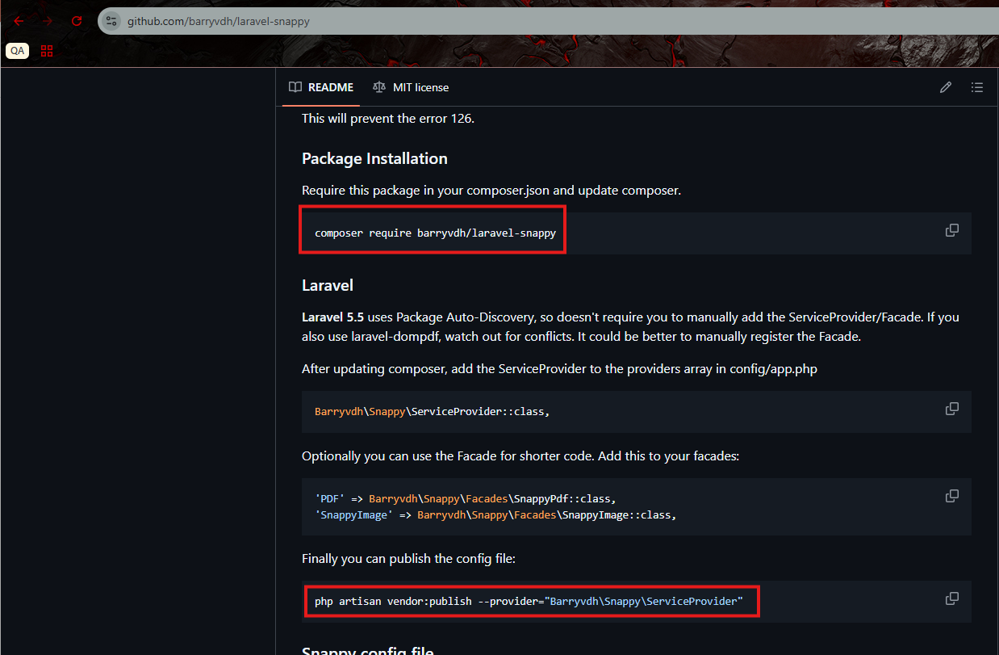 github.com/barryvdh/laravel-snappy
QA
README
MIT license
This will prevent the error 126.
Package Installation
Require this package in your composer.json and update composer.
composer require barryvdh/laravel-snappy
Laravel
Laravel 5.5 uses Package Auto-Discovery, so doesn't require you to manually add the ServiceProvider/Facade. If you
also use laravel-dompdf, watch out for conflicts. It could be better to manually register the Facade.
After updating composer, add the ServiceProvider to the providers array in config/app.php
Barryvdh\Snappy\ServiceProvider::class,
Optionally you can use the Facade for shorter code. Add this to your facades:
'PDF' => Barryvdh\Snappy\Facades\SnappyPdf::class,
'SnappyImage' => Barryvdh\Snappy\Facades\SnappyImage::class,
Finally you can publish the config file:
php artisan vendor:publish --provider="Barryvdh\Snappy\ServiceProvider"
Snappy config file